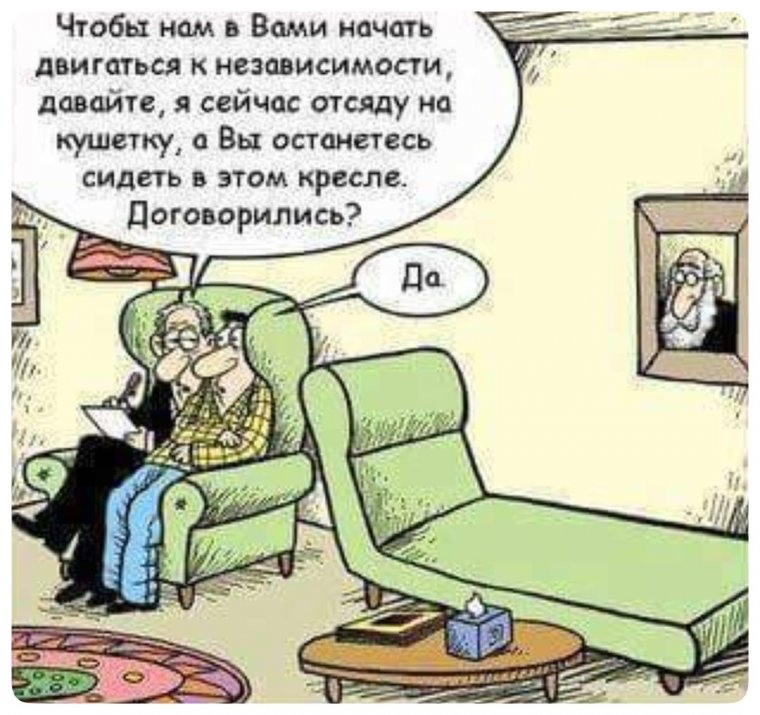 Чтобы нам в Вами начать
двигаться к независимости,
давайте, я сейчас отсяду на
кушетку, а Вы останетесь
сидеть в этом кресле.
Договорились?
Да.